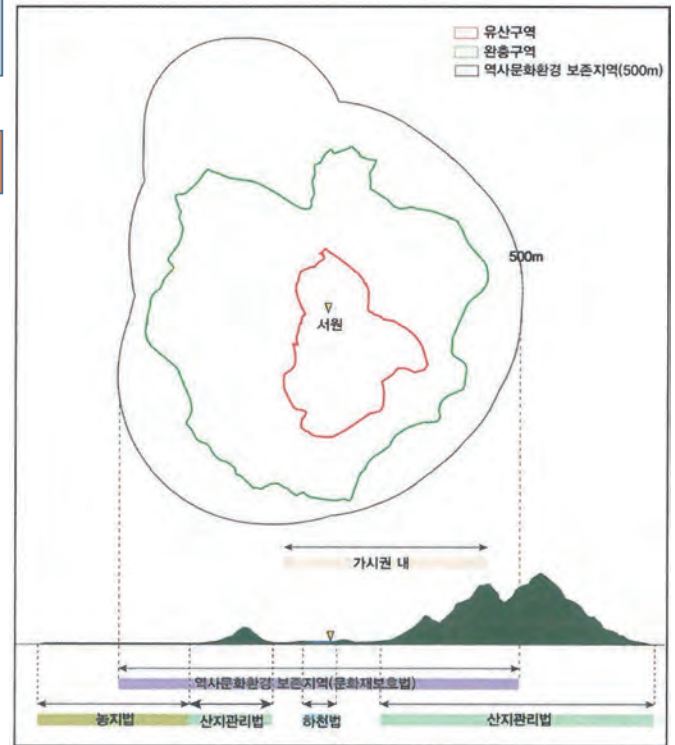 유산구역
완충구역
역사문화환경 보존지역(500m)
500m
서원
가시권 내
역사문화환경 보존지역(문화재보호법)
농지법 산지관리법 하천법 산지관리법